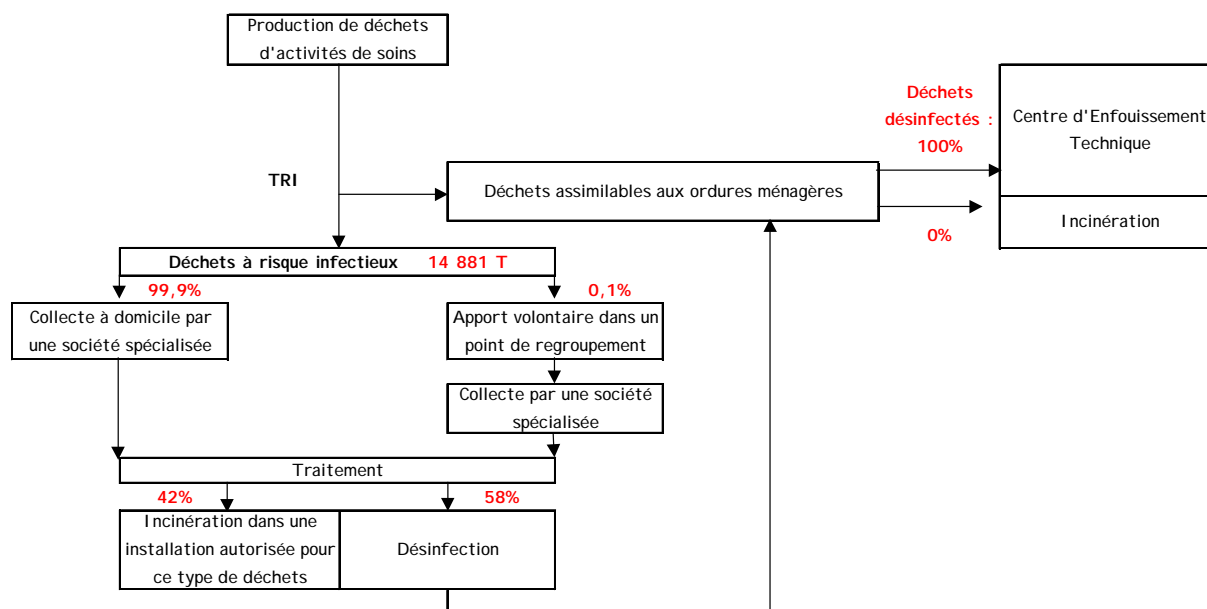 Production de déchets
d'activités de soins
Déchets
désinfectés :
100%
Centre d'Enfouissement
Technique
TRI
Déchets assimilables aux ordures ménagères
0%
Incinération
Déchets à risque infectieux 14 881 T
99,9%
0,1%
Collecte à domicile par
une société spécialisée
Apport volontaire dans un
point de regroupement
Collecte par une société
spécialisée
Traitement
42%
58%
Incinération dans une
installation autorisée pour
ce type de déchets
Désinfection